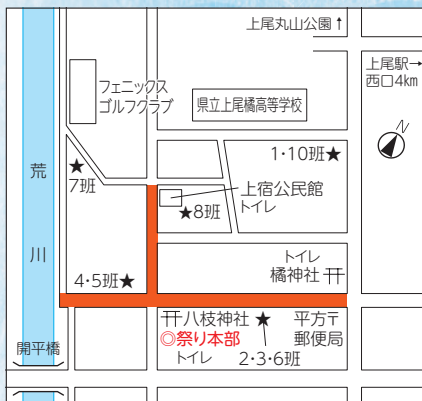 上尾丸山公園↑
上尾駅→
西口4km
フェニックス
ゴルフクラブ
県立上尾橘高等学校
N
1・10班★
★
7班
上宿公民館
トイレ
★8班
荒川
トイレ
橘神社
4・5班★
八枝神社 ★
◎祭り本部
トイレ
2・3・6班
平方〒
郵便局
開平橋